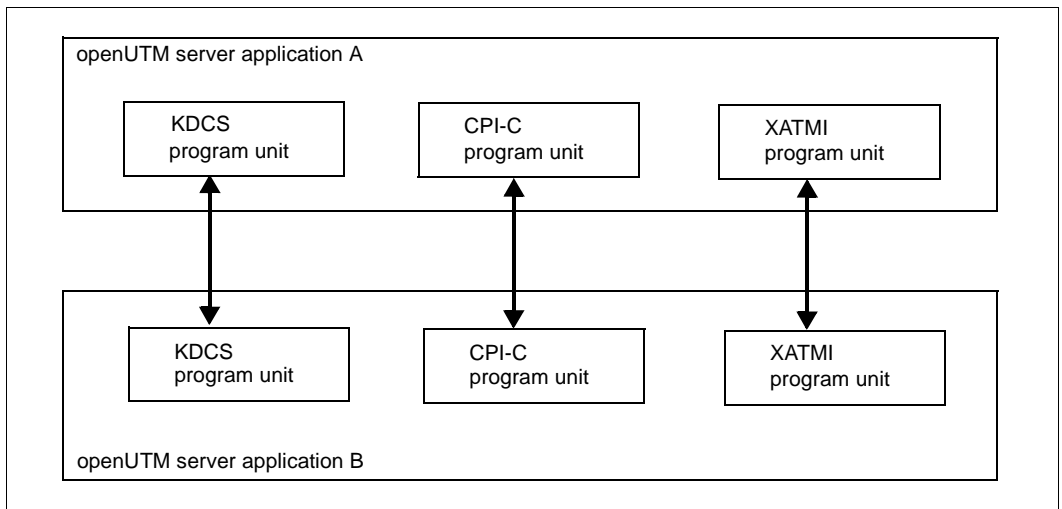 openUTM server application A
KDCS
program unit
CPI-C
program unit
XATMI
program unit
KDCS
program unit
CPI-C
program unit
XATMI
program unit
openUTM server application B